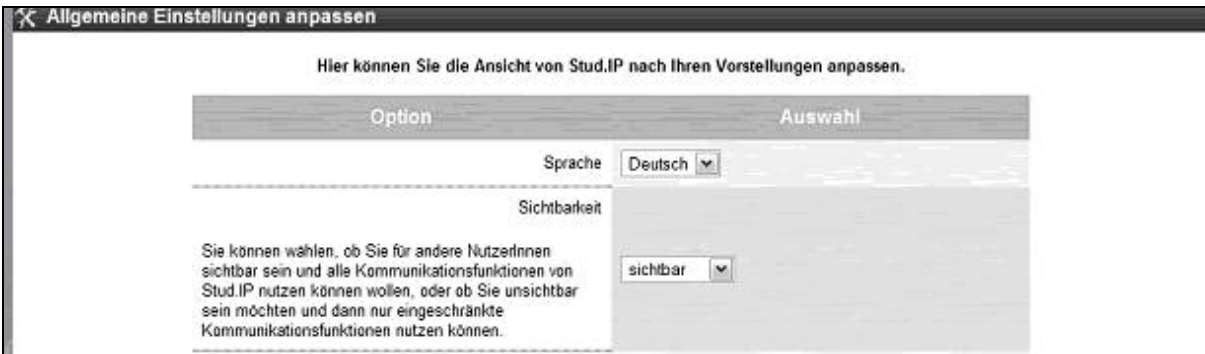 Allgemeine Einstellungen anpassen
Hier können Sie die Ansicht von Stud.IP nach Ihren Vorstellungen anpassen.
Option Auswahl
Sprache Deutsch
Sichtbarkeit
Sie können wählen, ob Sie für andere NutzerInnen
sichtbar sein und alle Kommunikationsfunktionen von
Stud.IP nutzen können wollen, oder ob Sie unsichtbar
sein möchten und dann nur eingeschränkte
Kommunikationsfunktionen nutzen können.
sichtbar